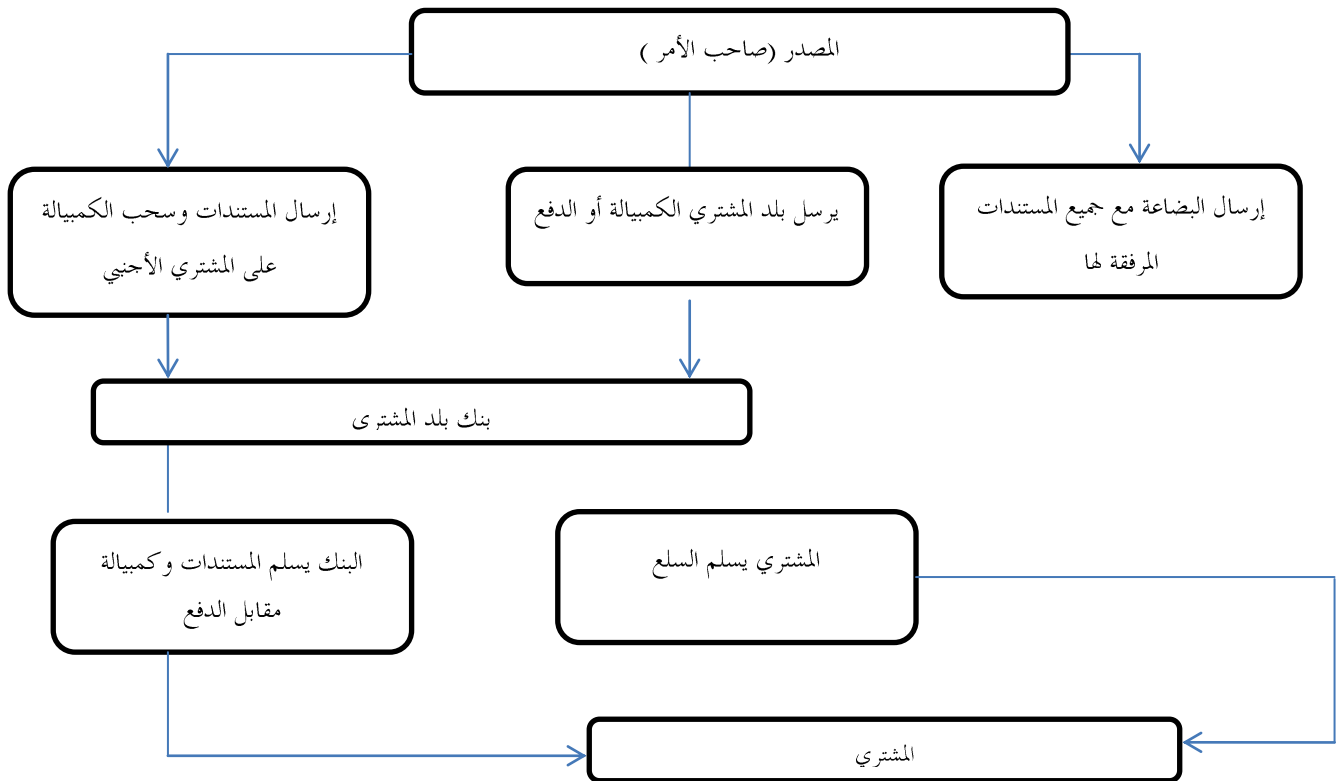 المصدر (صاحب الأمر )
إرسال البضاعة مع جميع المستندات
المرفقة لها
يرسل بلد المشتري الكمبيالة أو الدفع
إرسال المستندات وسحب الكمبيالة
على المشتري الأجنبي
بنك بلد المشترى
المشتري يسلم السلع
البنك يسلم المستندات وكمبيالة
مقابل الدفع
المشتري